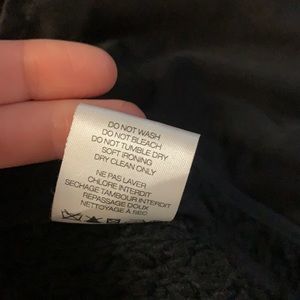 DO NOT WASH
DO NOT BLEACH
DO NOT TUMBLE DRY
SOFT IRONING
DRY CLEAN ONLY
NE PAS LAVER
CHLORE INTERDIT
SECHAGE TAMBOUR INTERDIT
REPASSAGE DOUX
NETTOYAGE A SEC